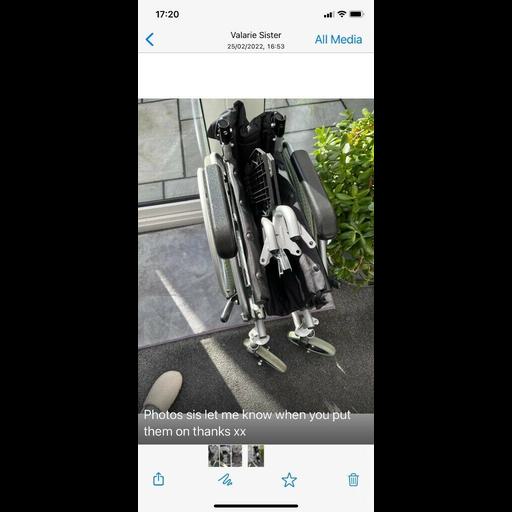 17:20
Valarie Sister
25/02/2022, 16:53
All Media
Photos sis let me know when you put
them on thanks xx